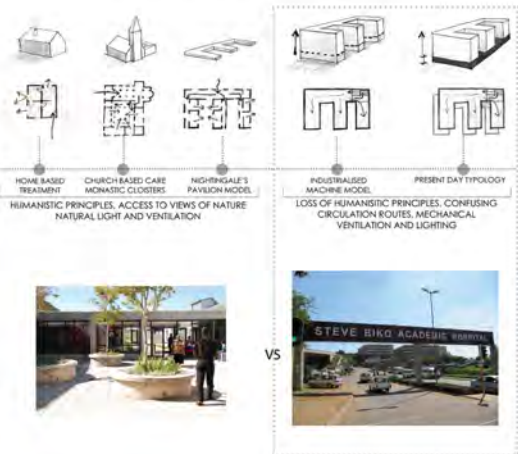 HOME BASED
TREATMENT
CHURCH BASED CARE
MONASTIC CLOISTERS
NIGHTINGALE'S
PAVILION MODEL
INDUSTRIALISED
MACHINE MODEL
PRESENT DAY TYPOLOGY
HUMANISTIC PRINCIPLES, ACCESS TO VIEWS OF NATURE
NATURAL LIGHT AND VENTILATION
LOSS OF HUMANISITIC PRINCIPLES, CONFUSING
CIRCULATION ROUTES, MECHANICAL
VENTILATION AND LIGHTING
VS
STEVE BIKO ACADEMIC HOSPITAL